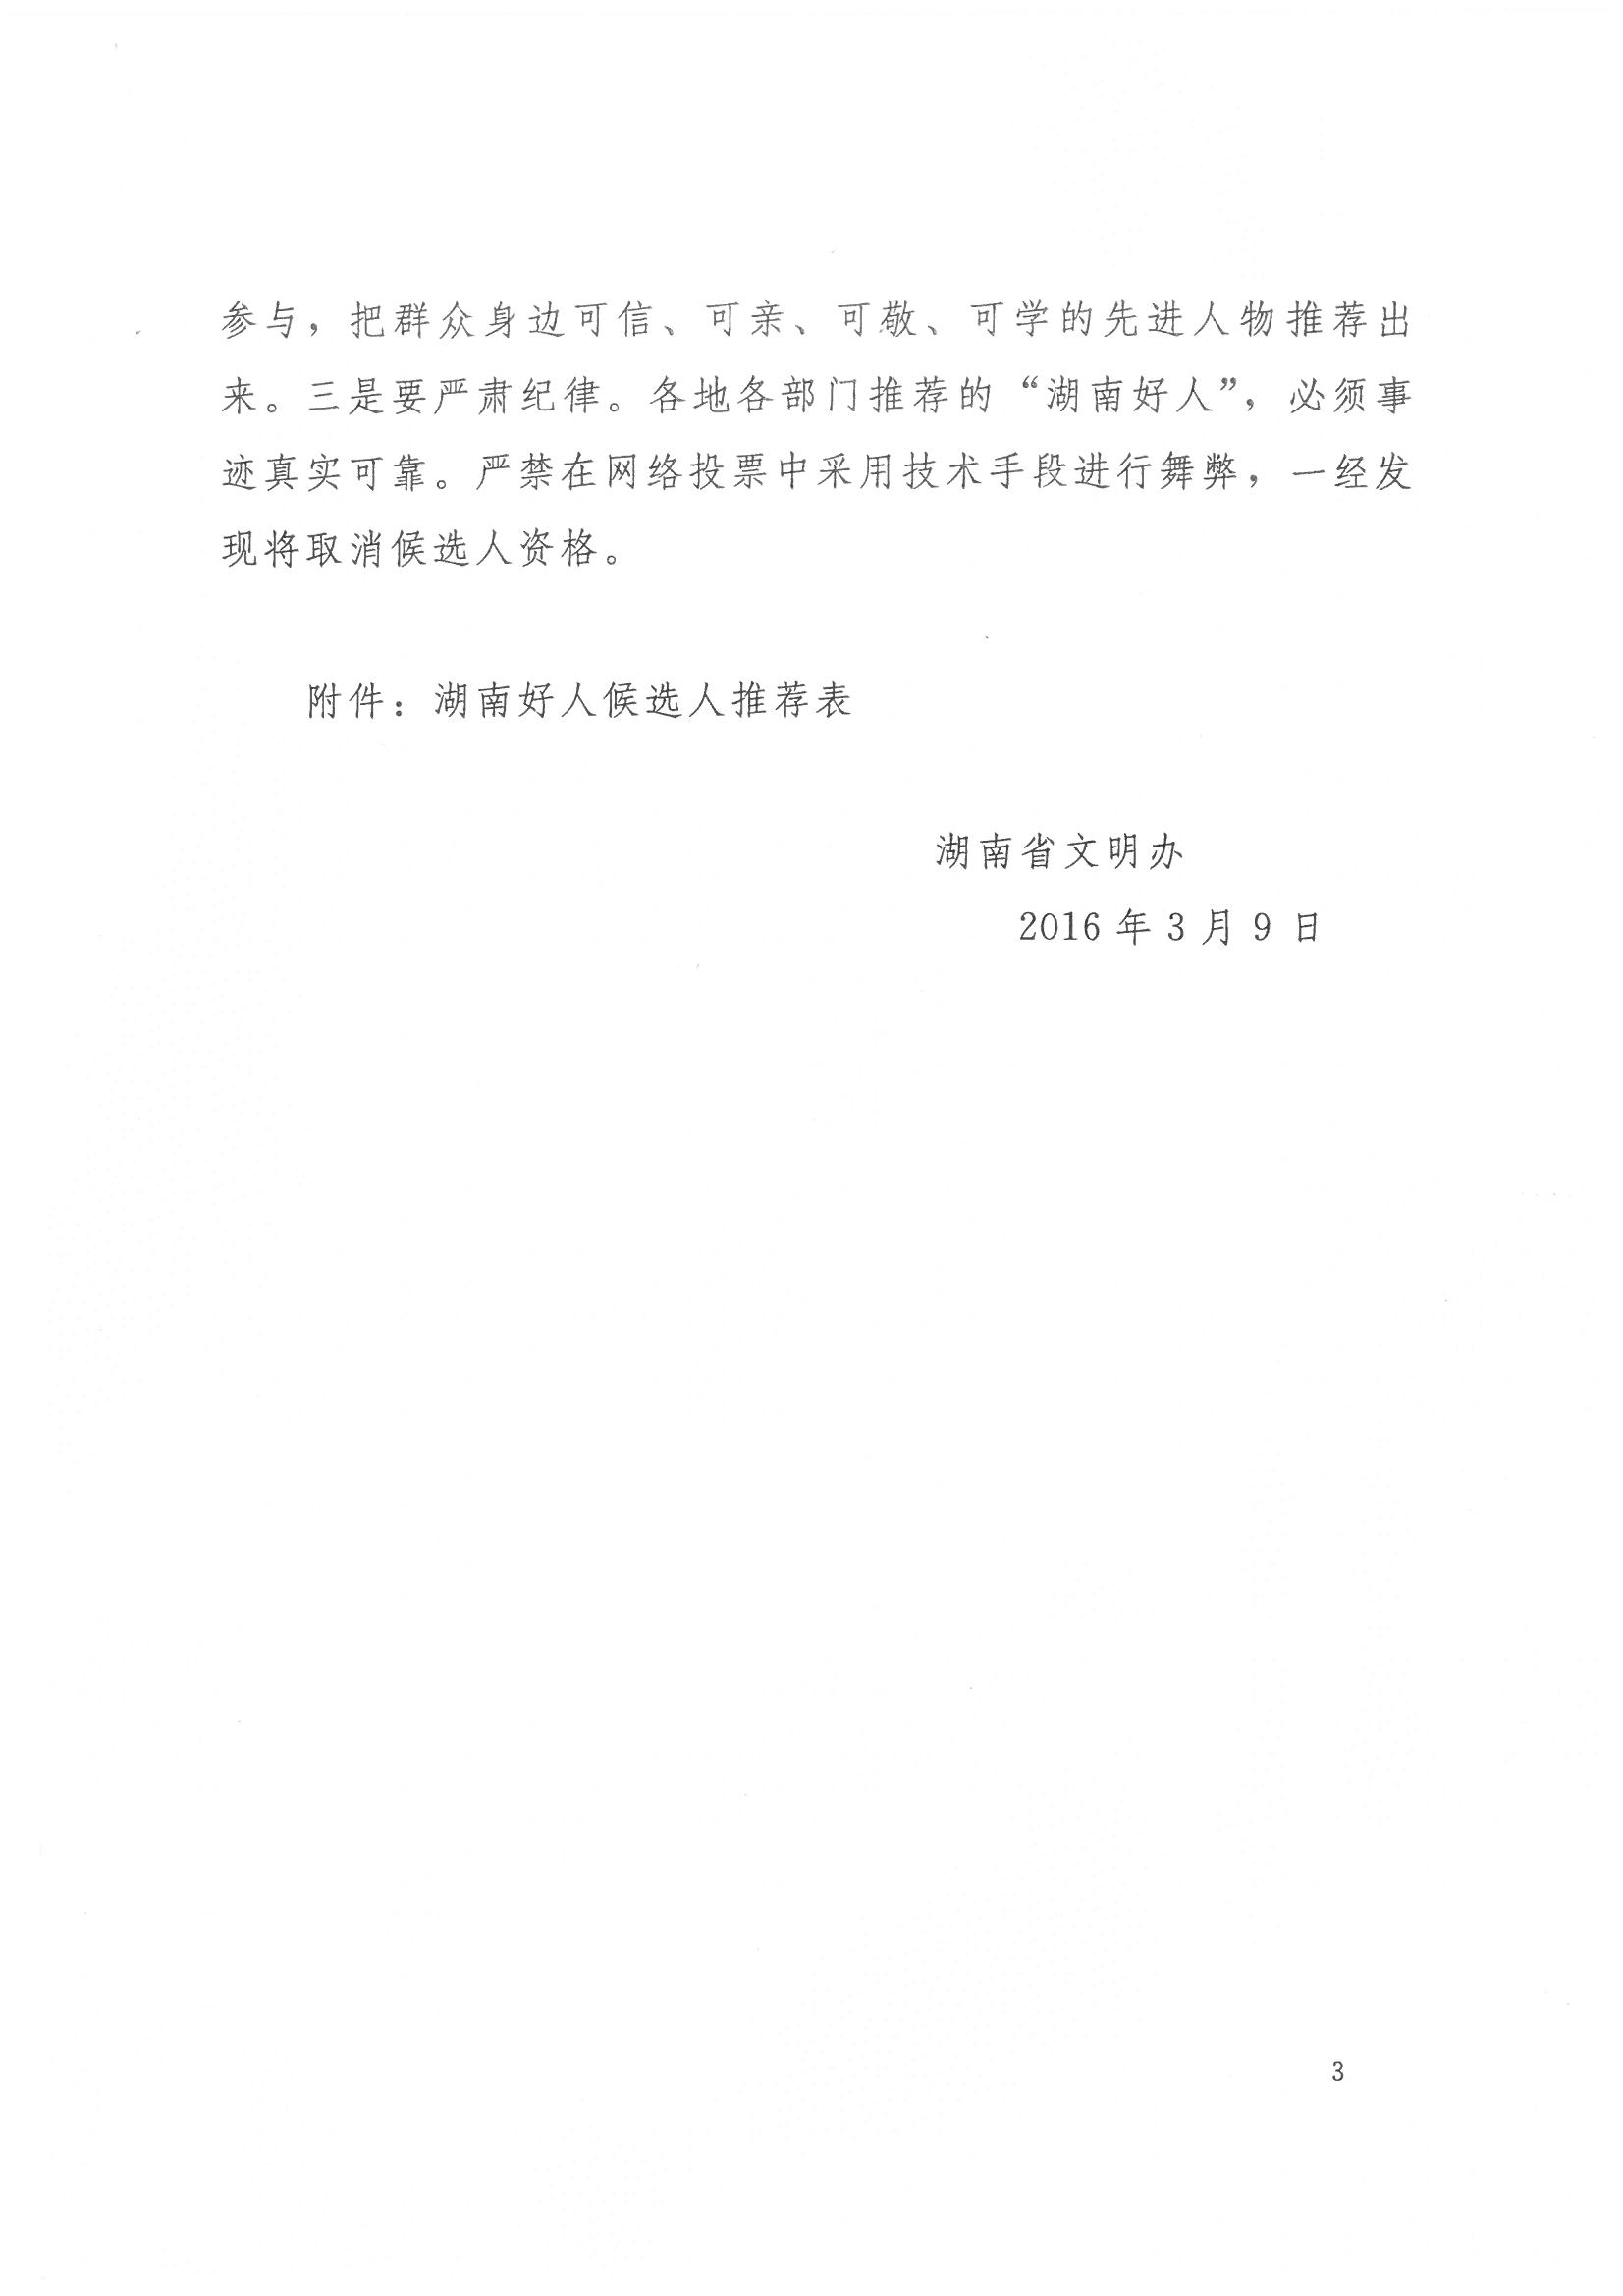 参与，把群众身边可信、可亲、可敬、可学的先进人物推荐出
来。三是要严肃纪律。各地各部门推荐的“湖南好人”，必须事
迹真实可靠。严禁在网络投票中采用技术手段进行舞弊，一经发
现将取消候选人资格。
附件：湖南好人候选人推荐表
湖南省文明办
2016 年 3 月 9 日
3